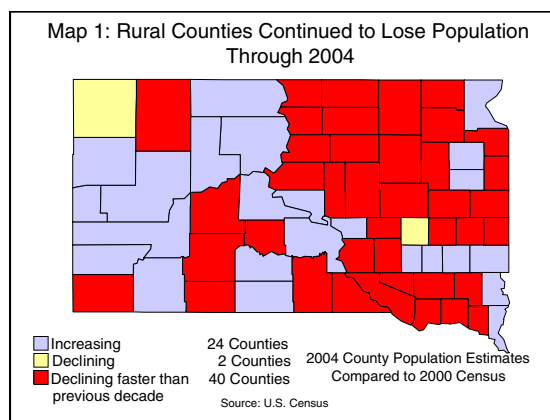 Map 1: Rural Counties Continued to Lose Population
Through 2004
Increasing 24 Counties
Declining 2 Counties
Declining faster than 40 Counties
previous decade
2004 County Population Estimates
Compared to 2000 Census
Source: U.S. Census